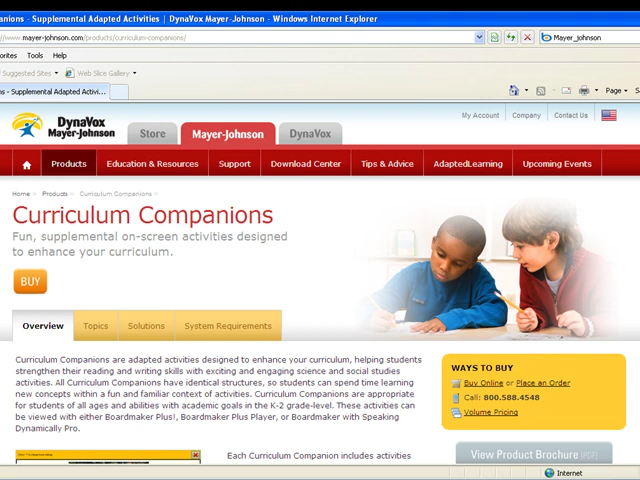 nions - Supplemental Adapted Activities | DynaVox Mayer-Johnson - Windows Internet Explorer
www.mayer-johnson.com/products/curriculum-companions/
Mayer_johnson
orites Tools Help
Suggested Sites Web Slice Gallery
s - Supplemental Adapted Activi...
Page
DynaVox
Mayer-Johnson
Store Mayer-Johnson DynaVox
My Account Company Contact Us
Products Education & Resources Support Download Center Tips & Advice AdaptedLearning Upcoming Events
Home » Products » Curriculum Companions »
Curriculum Companions
Fun, supplemental on-screen activities designed
to enhance your curriculum.
BUY
Overview Topics Solutions System Requirements
Curriculum Companions are adapted activities designed to enhance your curriculum, helping students
strengthen their reading and writing skills with exciting and engaging science and social studies
activities. All Curriculum Companions have identical structures, so students can spend time learning
new concepts within a fun and familiar context of activities. Curriculum Companions are appropriate
for students of all ages and abilities with academic goals in the K-2 grade-level. These activities can
be viewed with either Boardmaker Plus!, Boardmaker Plus Player, or Boardmaker with Speaking
Dynamically Pro.
WAYS TO BUY
Buy Online or Place an Order
Call: 800.588.4548
Volume Pricing
View Product Brochure (PDF)
Each Curriculum Companion includes activities
Internet